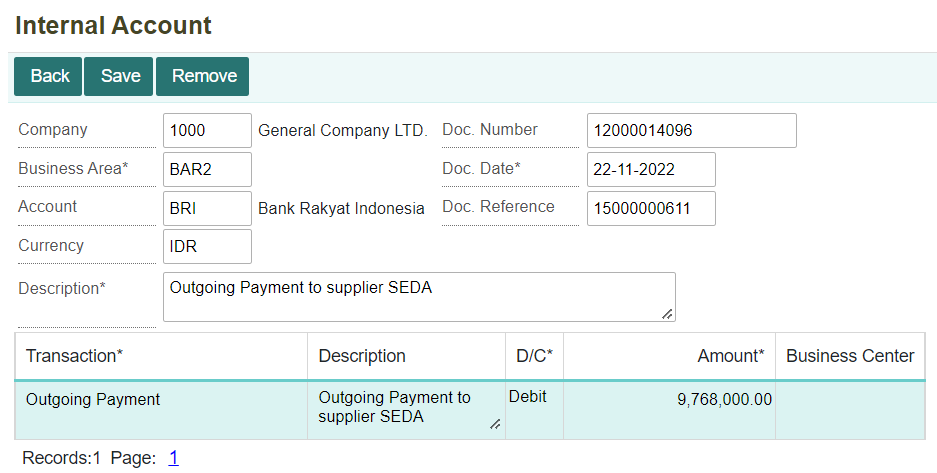 Internal Account
Back Save Remove
Company 1000 General Company LTD. Doc. Number 12000014096
Business Area* BAR2 Doc. Date* 22-11-2022
Account BRI Bank Rakyat Indonesia Doc. Reference 15000000611
Currency IDR
Description* Outgoing Payment to supplier SEDA
Transaction* Description D/C* Amount* Business Center
Outgoing Payment Outgoing Payment to Debit 9,768,000.00
supplier SEDA
Records:1 Page: 1